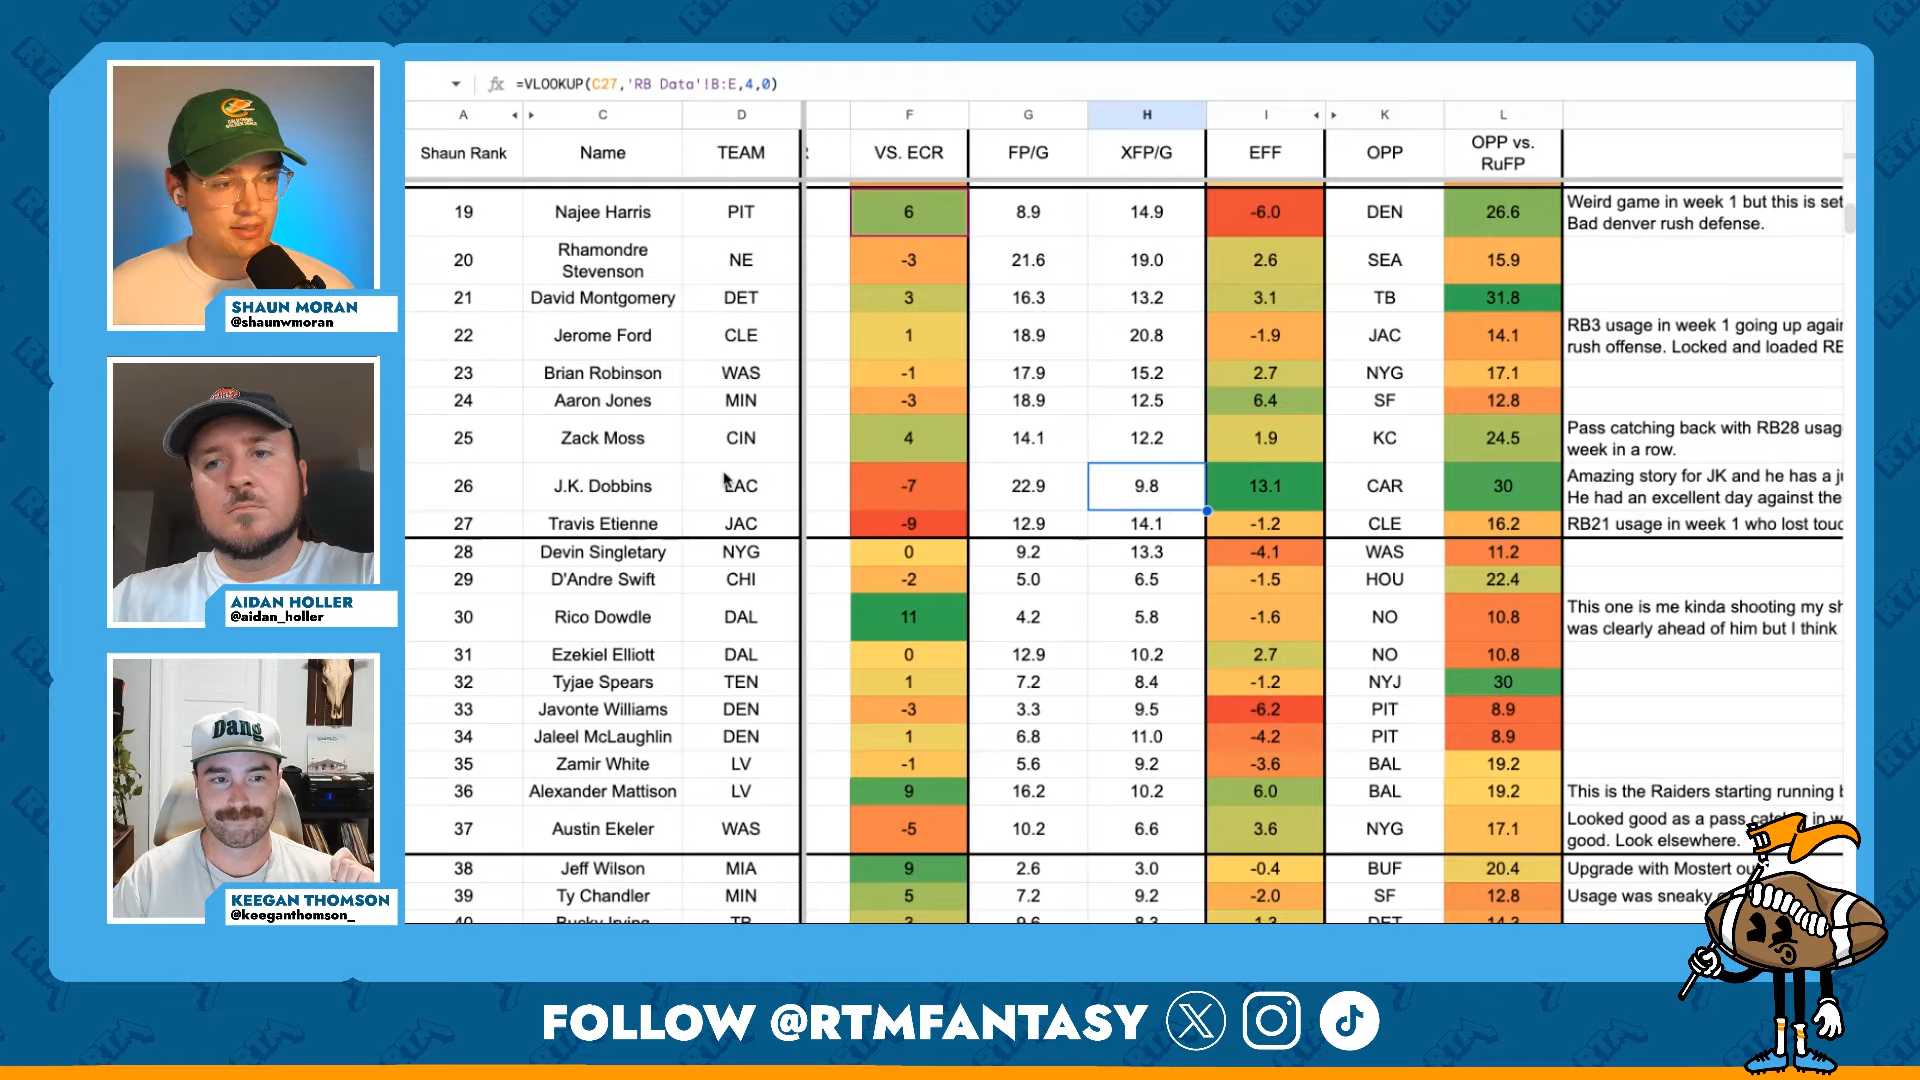 fx =VLOOKUP(C27,'RB Data'!B:E,4,0)
A C D F G H I K L
Shaun Rank Name TEAM VS. ECR FP/G XFP/G EFF OPP OPP vs. RuFP
19 Najee Harris PIT 6 8.9 14.9 -6.0 DEN 26.6 Weird game in week 1 but this is set
Bad denver rush defense.
20 Rhamondre Stevenson NE -3 21.6 19.0 2.6 SEA 15.9
21 David Montgomery DET 3 16.3 13.2 3.1 TB 31.8
22 Jerome Ford CLE 1 18.9 20.8 -1.9 JAC 14.1 RB3 usage in week 1 going up agai
rush offense. Locked and loaded RE
23 Brian Robinson WAS -1 17.9 15.2 2.7 NYG 17.1
24 Aaron Jones MIN -3 18.9 12.5 6.4 SF 12.8
25 Zack Moss CIN 4 14.1 12.2 1.9 KC 24.5 Pass catching back with RB28 usag
week in a row.
26 J.K. Dobbins LAC -7 22.9 9.8 13.1 CAR 30 Amazing story for JK and he has a j
He had an excellent day against the
27 Travis Etienne JAC -9 12.9 14.1 -1.2 CLE 16.2 RB21 usage in week 1 who lost touc
28 Devin Singletary NYG 0 9.2 13.3 -4.1 WAS 11.2
29 D'Andre Swift CHI -2 5.0 6.5 -1.5 HOU 22.4
30 Rico Dowdle DAL 11 4.2 5.8 -1.6 NO 10.8 This one is me kinda shooting my sh
was clearly ahead of him but I think
31 Ezekiel Elliott DAL 0 12.9 10.2 2.7 NO 10.8
32 Tyjae Spears TEN 1 7.2 8.4 -1.2 NYJ 30
33 Javonte Williams DEN -3 3.3 9.5 -6.2 PIT 8.9
34 Jaleel McLaughlin DEN 1 6.8 11.0 -4.2 PIT 8.9
35 Zamir White LV -1 5.6 9.2 -3.6 BAL 19.2
36 Alexander Mattison LV 9 16.2 10.2 6.0 BAL 19.2 This is the Raiders starting running b
37 Austin Ekeler WAS -5 10.2 6.6 3.6 NYG 17.1 Looked good as a pass catcher in w
good. Look elsewhere.
38 Jeff Wilson MIA 9 2.6 3.0 -0.4 BUF 20.4 Upgrade with Mostert ou
39 Ty Chandler MIN 5 7.2 9.2 -2.0 SF 12.8 Usage was sneaky
40 Bucky Irving TB 3 9.6 8.3 1.3 DET 14.3
SHAUN MORAN
@shaunwmoran
AIDAN HOLLER
@aidan_holler
Dang
KEEGAN THOMSON
@keeganthomson_
FOLLOW @RTMFANTASY